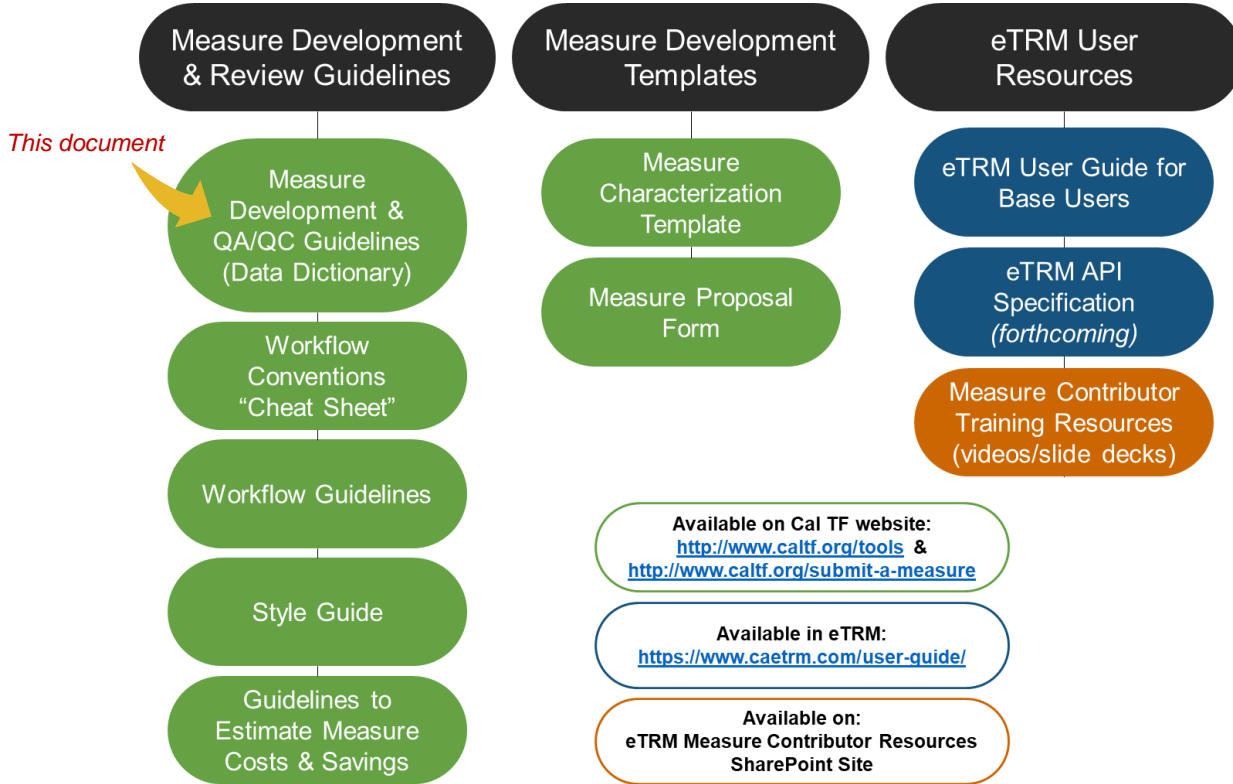 Measure Development
& Review Guidelines
This document
Measure
Development &
QA/QC Guidelines
(Data Dictionary)
Workflow
Conventions
“Cheat Sheet”
Workflow Guidelines
Style Guide
Guidelines to
Estimate Measure
Costs & Savings
Measure Development
Templates
Measure
Characterization
Template
Measure Proposal
Form
eTRM User
Resources
eTRM User Guide for
Base Users
eTRM API
Specification
(forthcoming)
Measure Contributor
Training Resources
(videos/slide decks)
Available on Cal TF website:
http://www.caltf.org/tools &
http://www.caltf.org/submit-a-measure
Available in eTRM:
https://www.caetrm.com/user-guide/
Available on:
eTRM Measure Contributor Resources
SharePoint Site